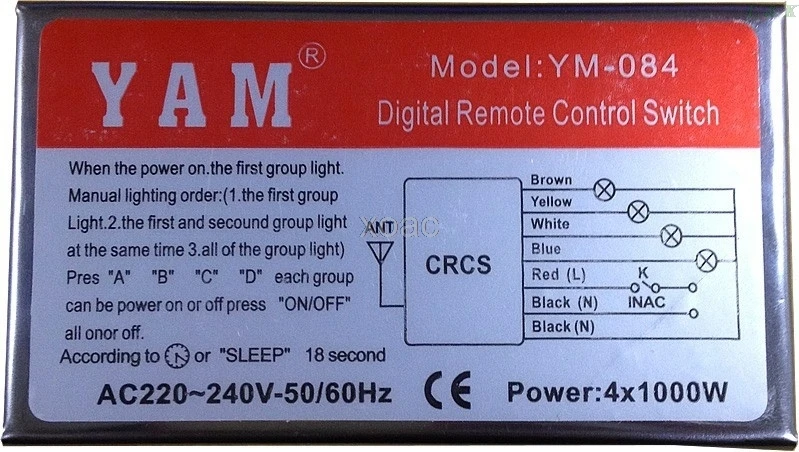 YAM®
Model:YM-084
Digital Remote Control Switch
When the power on.the first group light.
Manual lighting order:(1.the first group
Light.2.the first and secound group light
at the same time 3.all of the group light)
Pres "A" "B" "C" "D" each group
can be power on or off press "ON/OFF"
all onor off.
According to or "SLEEP" 18 second
ANT
xoac
CRCS
Brown
Yellow
White
Blue
Red (L)
K
Black (N)
INAC
Black(N)
AC220~240V-50/60Hz
CE
Power:4x1000W